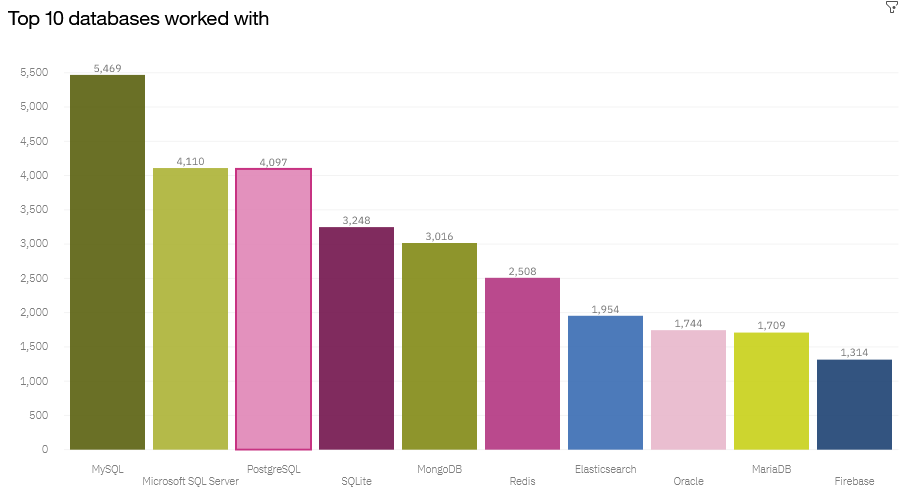 Top 10 databases worked with
5,500
5,000
4,500
4,000
3,500
3,000
2,500
2,000
1,500
1,000
500
0
5,469
4,110
4,097
3,248
3,016
2,508
1,954
1,744
1,709
1,314
MySQL
Microsoft SQL Server
PostgreSQL
SQLite
MongoDB
Redis
Elasticsearch
Oracle
MariaDB
Firebase